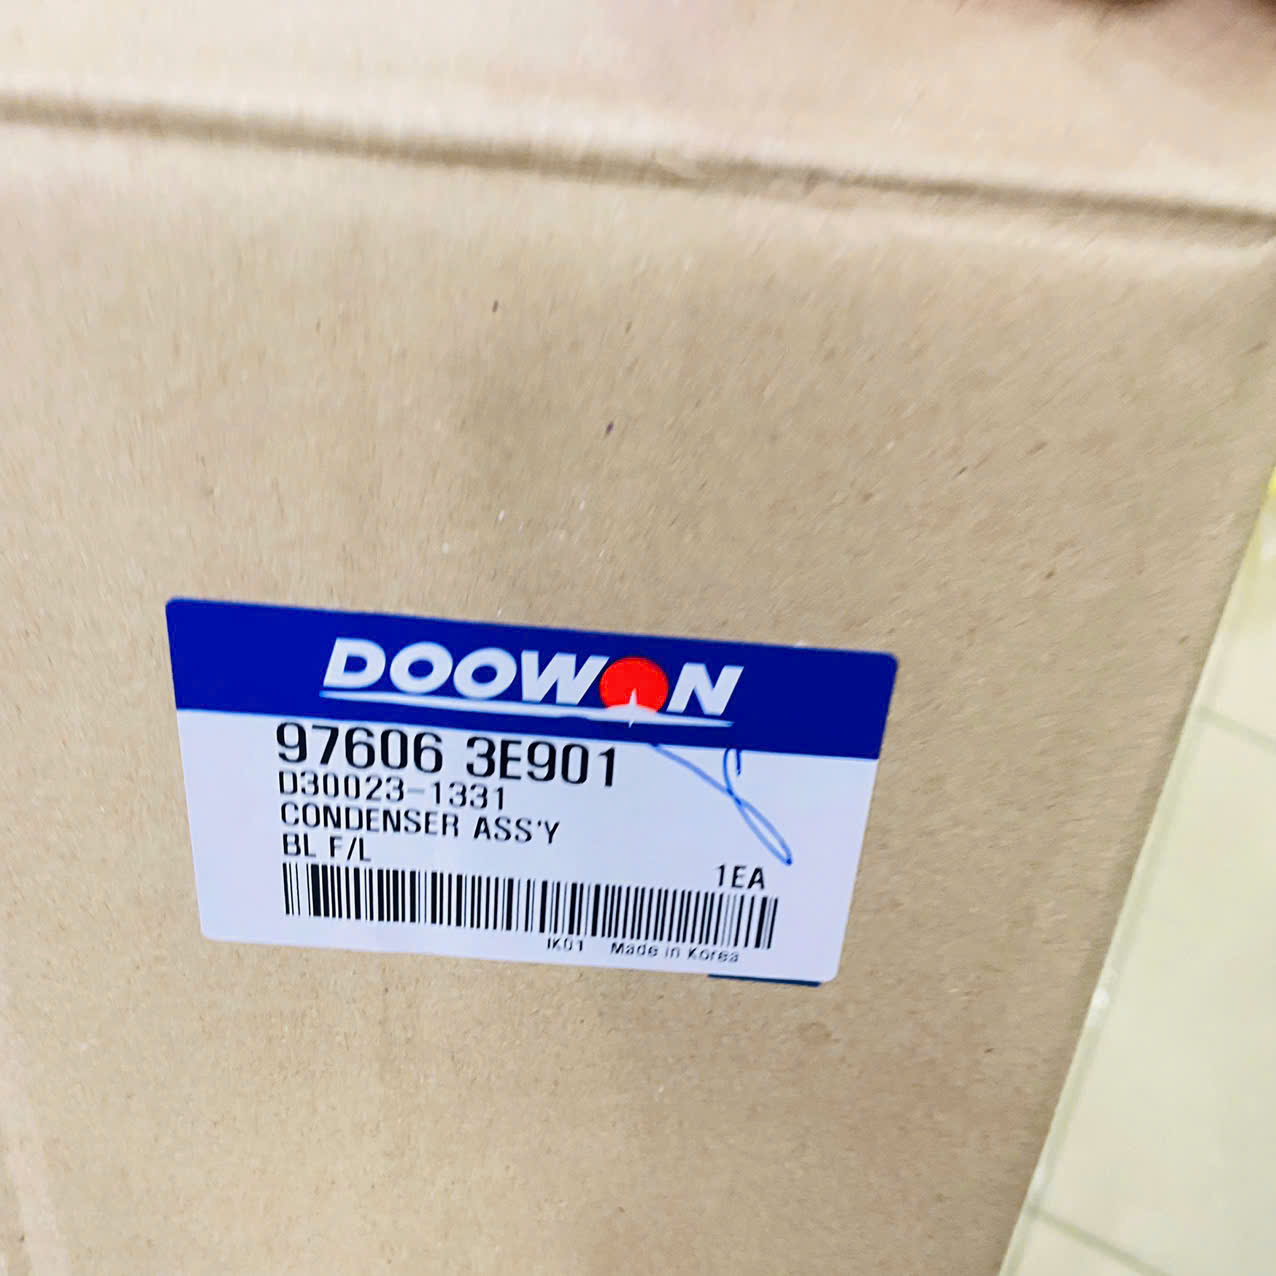 DOOWON
97606 3E901
D30023-1331
CONDENSER ASS'Y
BL F/L
1EA
IK01 Made in Korea